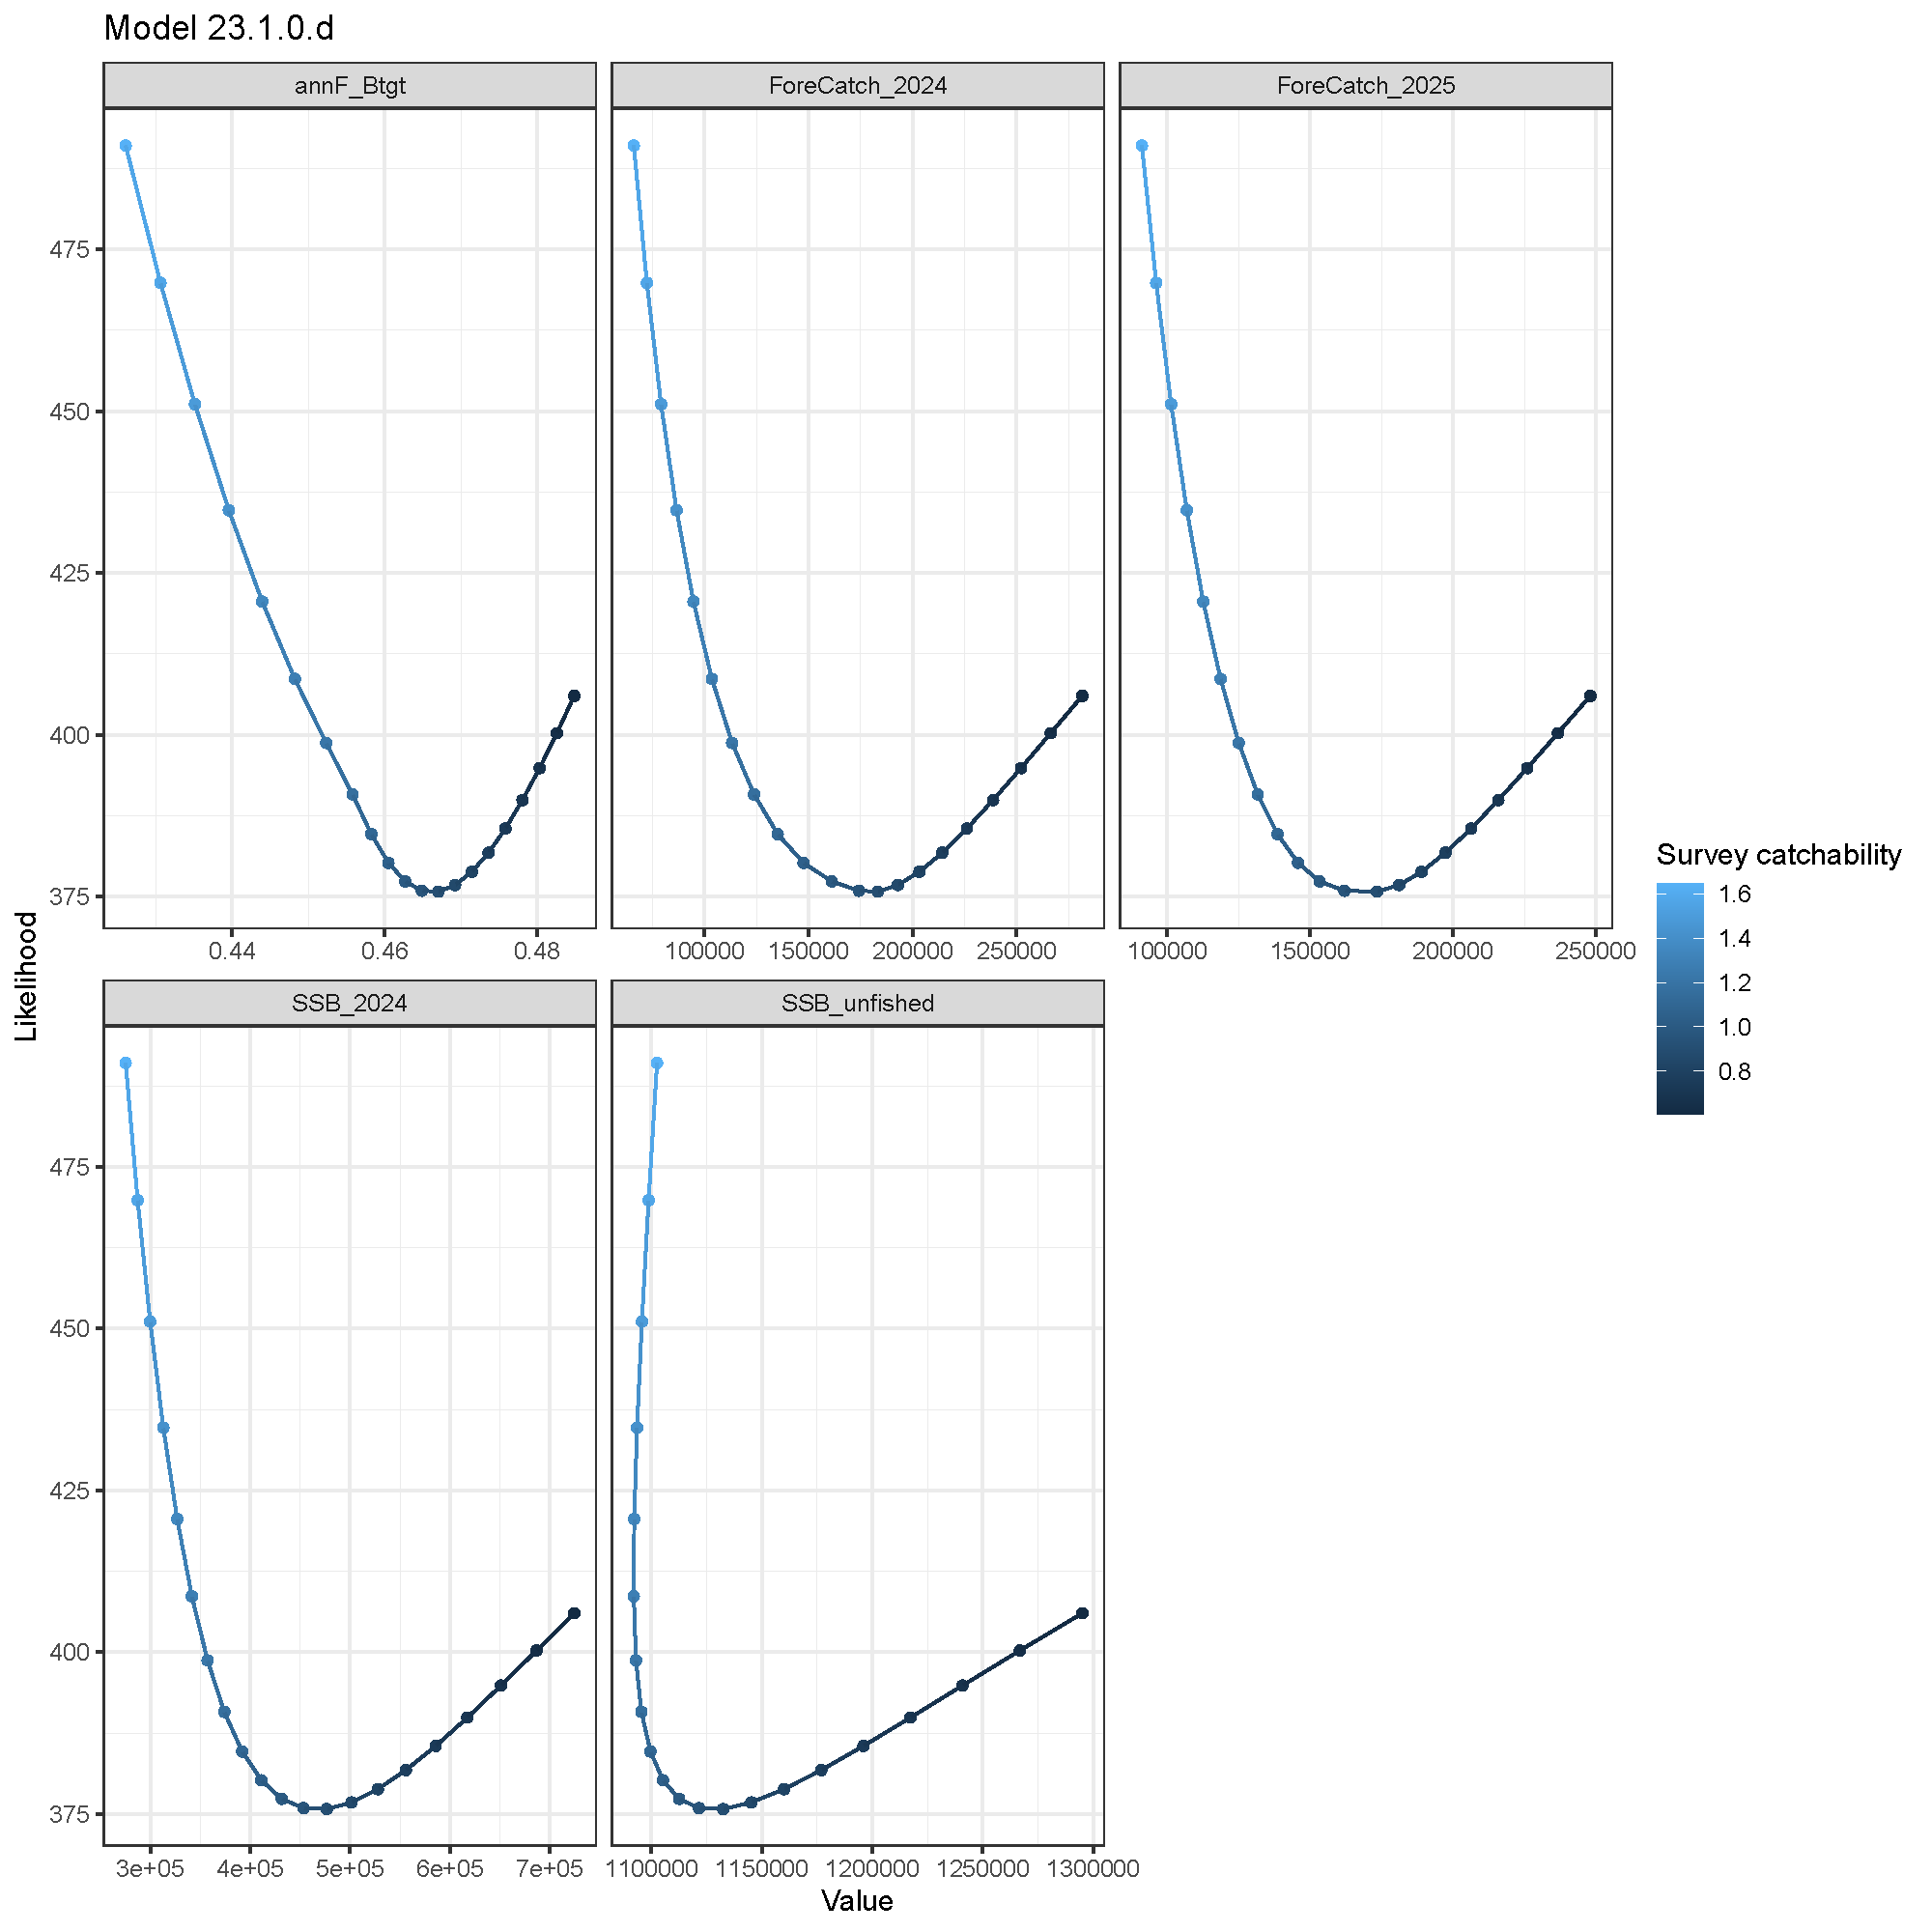 Model 23.1.0.d
annF_Btgt
ForeCatch_2024
ForeCatch_2025
475
450
425
400
375
0.44 0.46 0.48
100000 150000 200000 250000
100000 150000 200000 250000
SSB_2024
SSB_unfished
475
450
425
400
375
3e+05 4e+05 5e+05 6e+05 7e+05
1100000 1150000 1200000 1250000 1300000
Likelihood
Value
Survey catchability
1.6
1.4
1.2
1.0
0.8